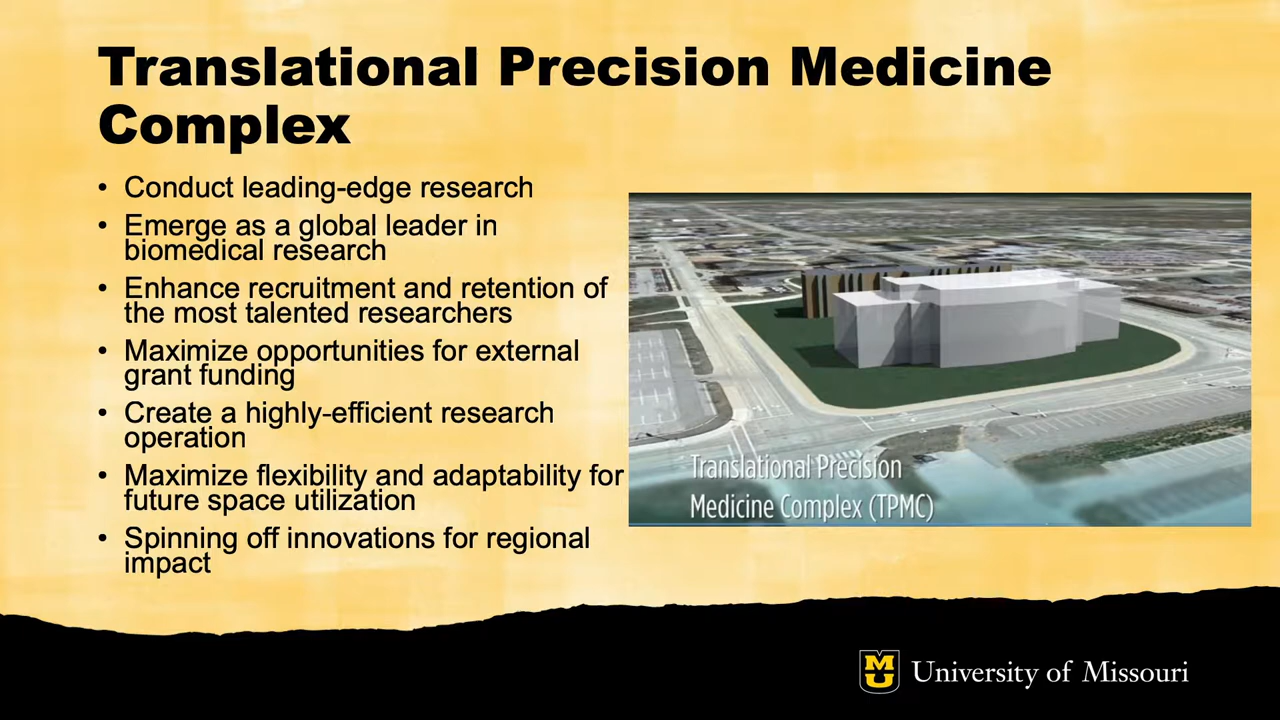 Translational Precision Medicine
Complex
• Conduct leading-edge research
• Emerge as a global leader in
biomedical research
• Enhance recruitment and retention of
the most talented researchers
• Maximize opportunities for external
grant funding
• Create a highly-efficient research
operation
• Maximize flexibility and adaptability for
future space utilization
• Spinning off innovations for regional
impact
Translational Precision
Medicine Complex (TPMC)
MU University of Missouri